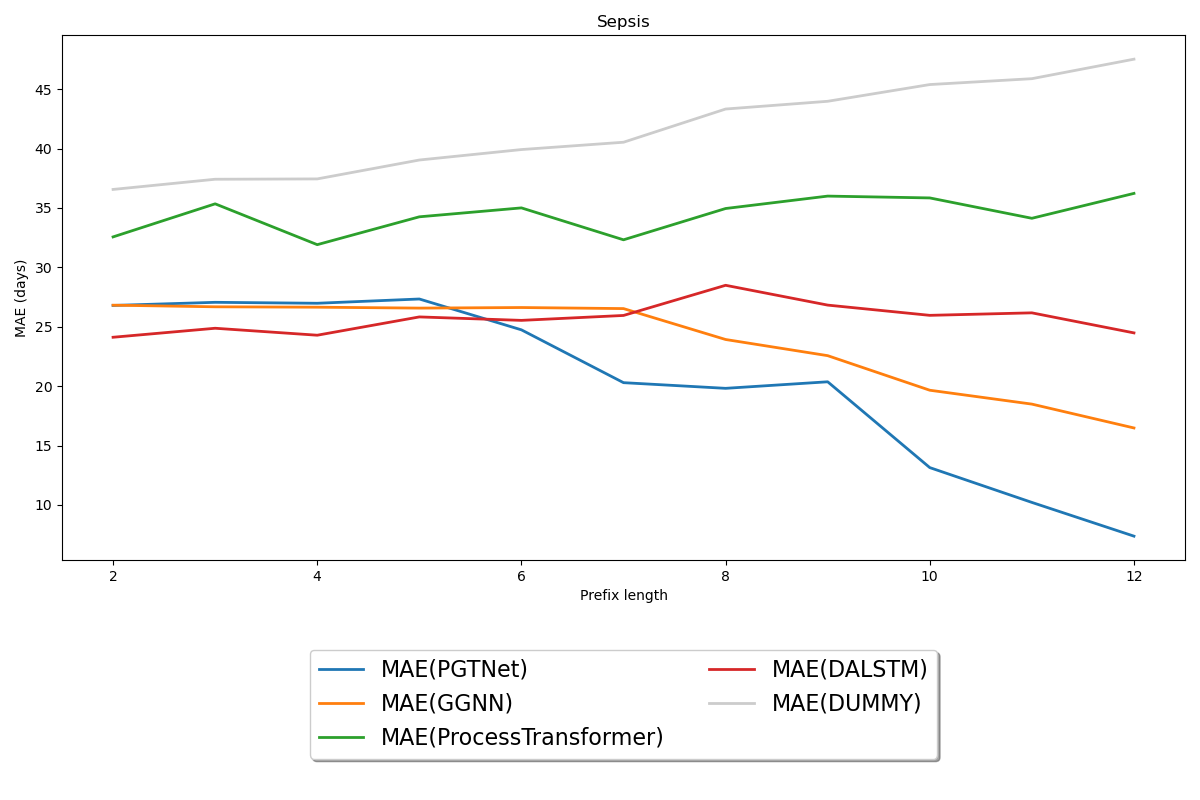 Sepsis
MAE (days)
45
40
35
30
25
20
15
10
2 4 6 8 10 12
Prefix length
MAE(PGTNet)
MAE(GGNN)
MAE(ProcessTransformer)
MAE(DALSTM)
MAE(DUMMY)